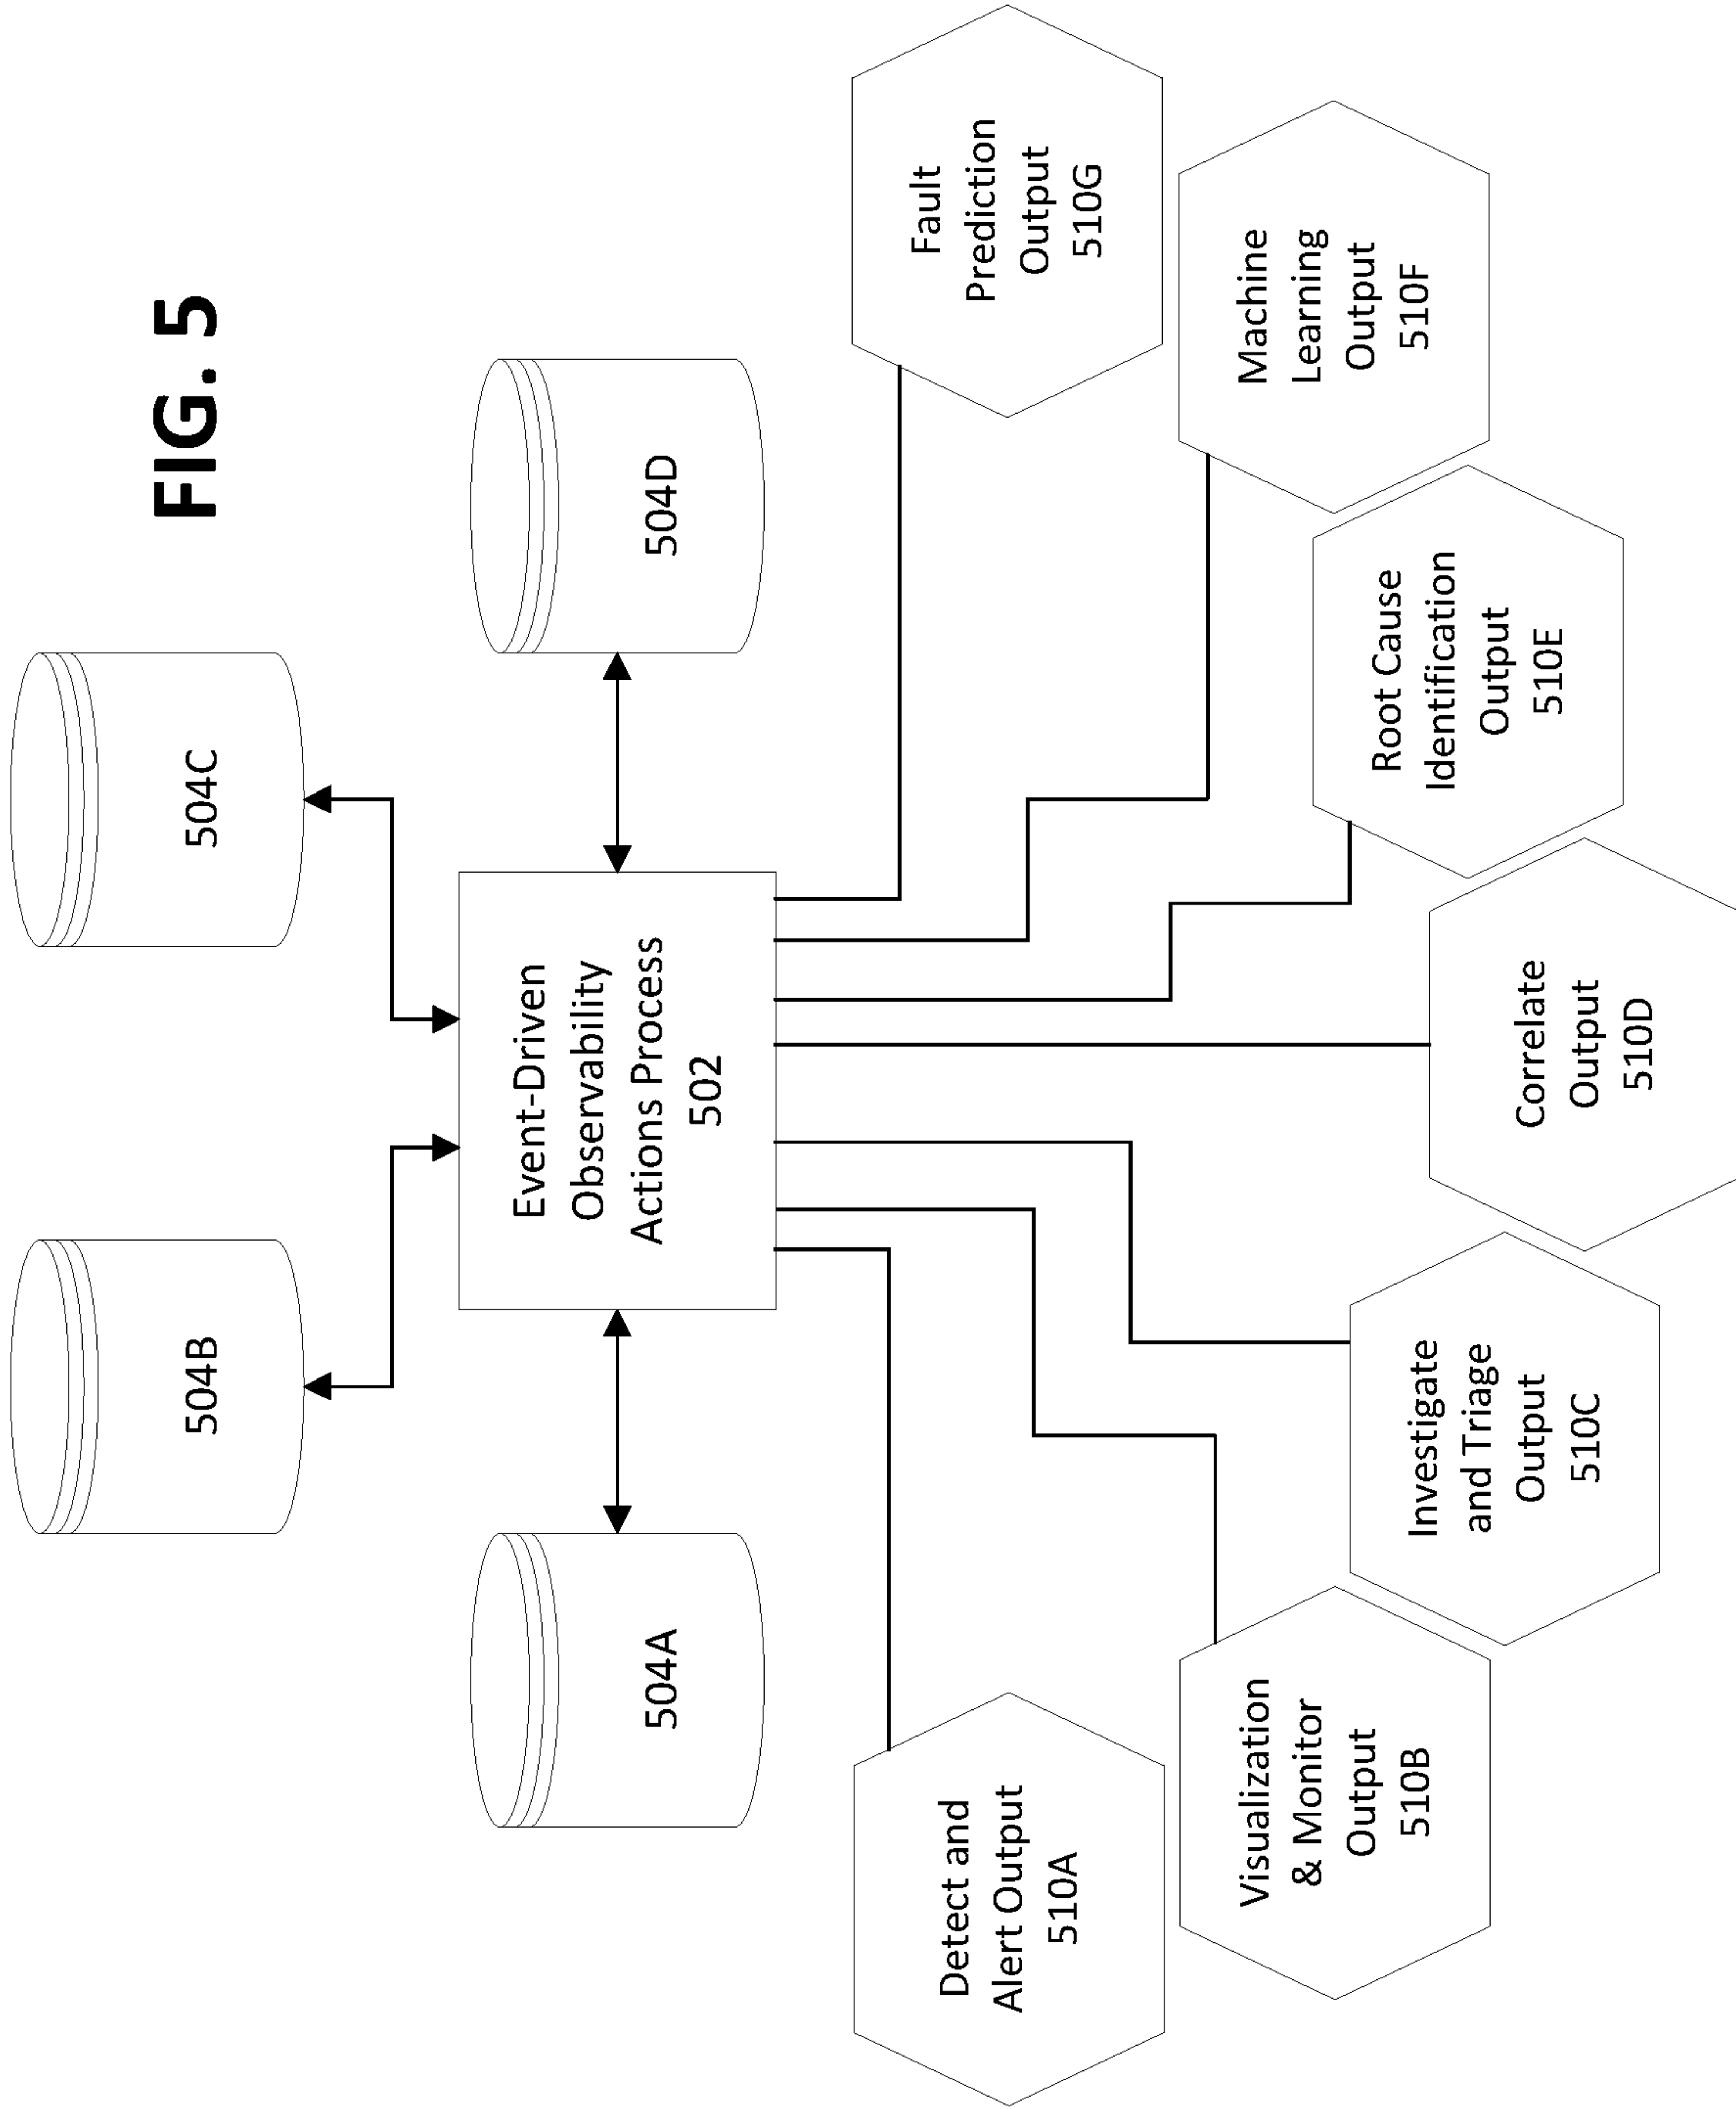 FIG. 5
504B
504C
504A
504D
Event-Driven
Observability
Actions Process
502
Detect and
Alert Output
510A
Visualization
& Monitor
Output
510B
Investigate
and Triage
Output
510C
Correlate
Output
510D
Root Cause
Identification
Output
510E
Machine
Learning
Output
510F
Fault
Prediction
Output
510G